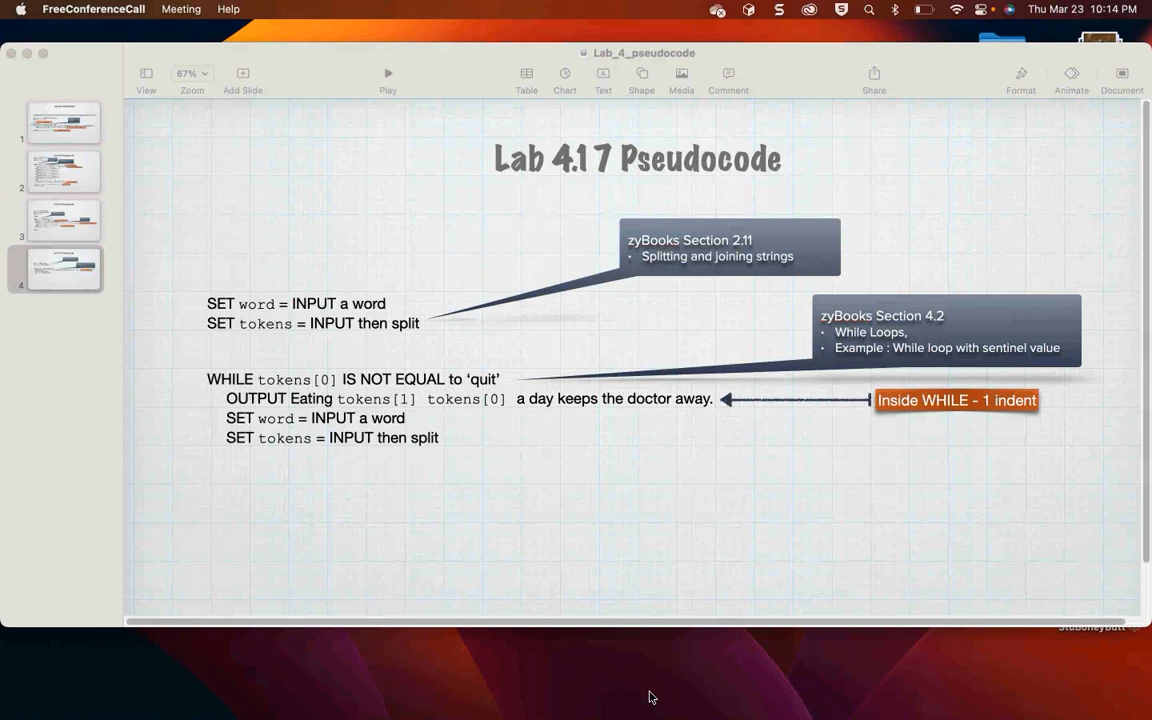 FreeConferenceCall Meeting Help Thu Mar 23 10:14 PM
Lab_4_pseudocode
67%
View Zoom Add Slide Play Table Chart Text Shape Media Comment Share Format Animate Document
1
2
3
4
Lab 4.17 Pseudocode
zyBooks Section 2.11
• Splitting and joining strings
SET word = INPUT a word
SET tokens = INPUT then split
zyBooks Section 4.2
• While Loops,
• Example : While loop with sentinel value
WHILE tokens[0] IS NOT EQUAL to ‘quit’
OUTPUT Eating tokens[1] tokens[0] a day keeps the doctor away.
Inside WHILE - 1 indent
SET word = INPUT a word
SET tokens = INPUT then split